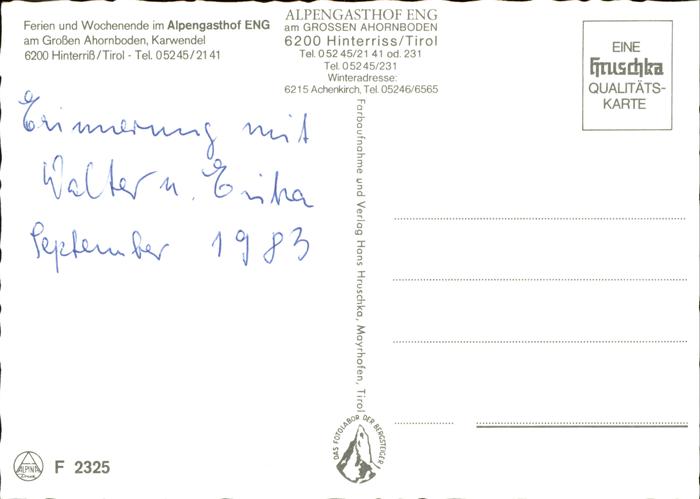 Ferien und Wochenende im Alpengasthof ENG
am Großen Ahornboden, Karwendel
6200 Hinterriß/Tirol - Tel. 05245/2141
ALPENGASTHOF ENG
am GROSSEN AHORNBODEN
6200 Hinterriss/Tirol
Tel. 05245/2141 od. 231
Tel. 05245/231
Winteradresse:
6215 Achenkirch, Tel. 05246/6565
EINE
Hruschka
QUALITÄTS-
KARTE
Erinnerung mit
Walter u. Erika
September 1983
Farbaufnahme und Verlag Hans Hruschka, Mayrhofen, Tirol
DAS FOTOLABOR DER BERGSTEIGER
ALPINA
Druck
F 2325